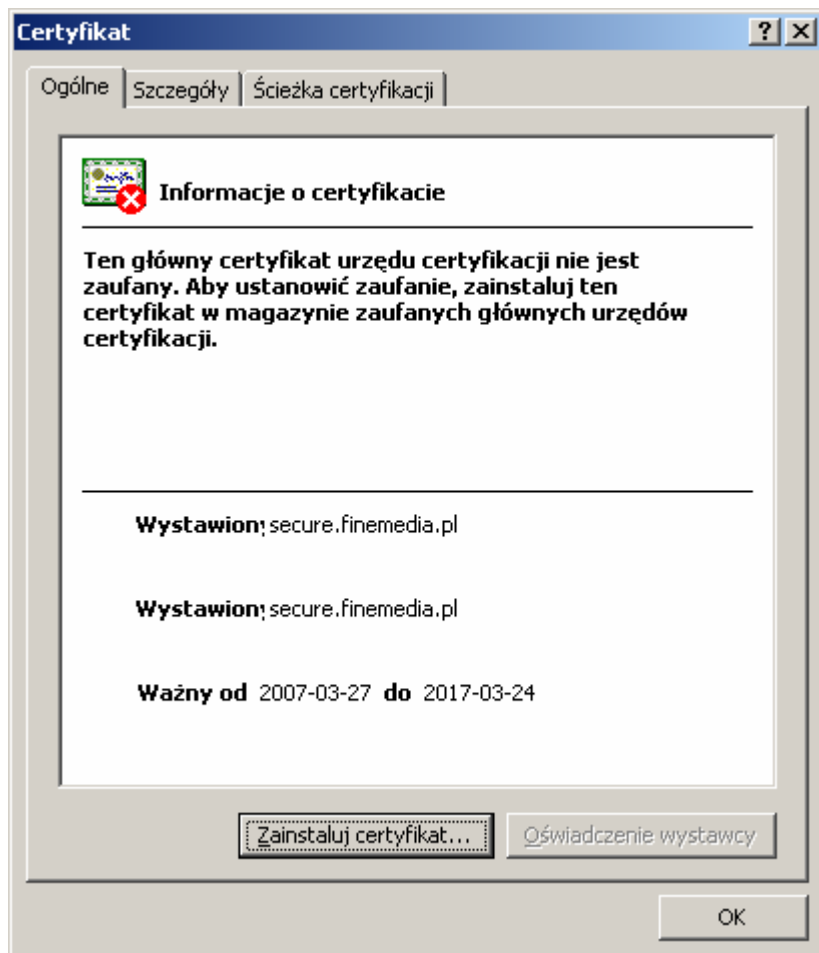 Certyfikat
Ogólne Szczegóły Ścieżka certyfikacji
Informacje o certyfikacie
Ten główny certyfikat urzędu certyfikacji nie jest
zaufany. Aby ustanowić zaufanie, zainstaluj ten
certyfikat w magazynie zaufanych głównych urzędów
certyfikacji.
Wystawiony secure.finemedia.pl
Wystawiony secure.finemedia.pl
Ważny od 2007-03-27 do 2017-03-24
Zainstaluj certyfikat... Oświadczenie wystawcy
OK